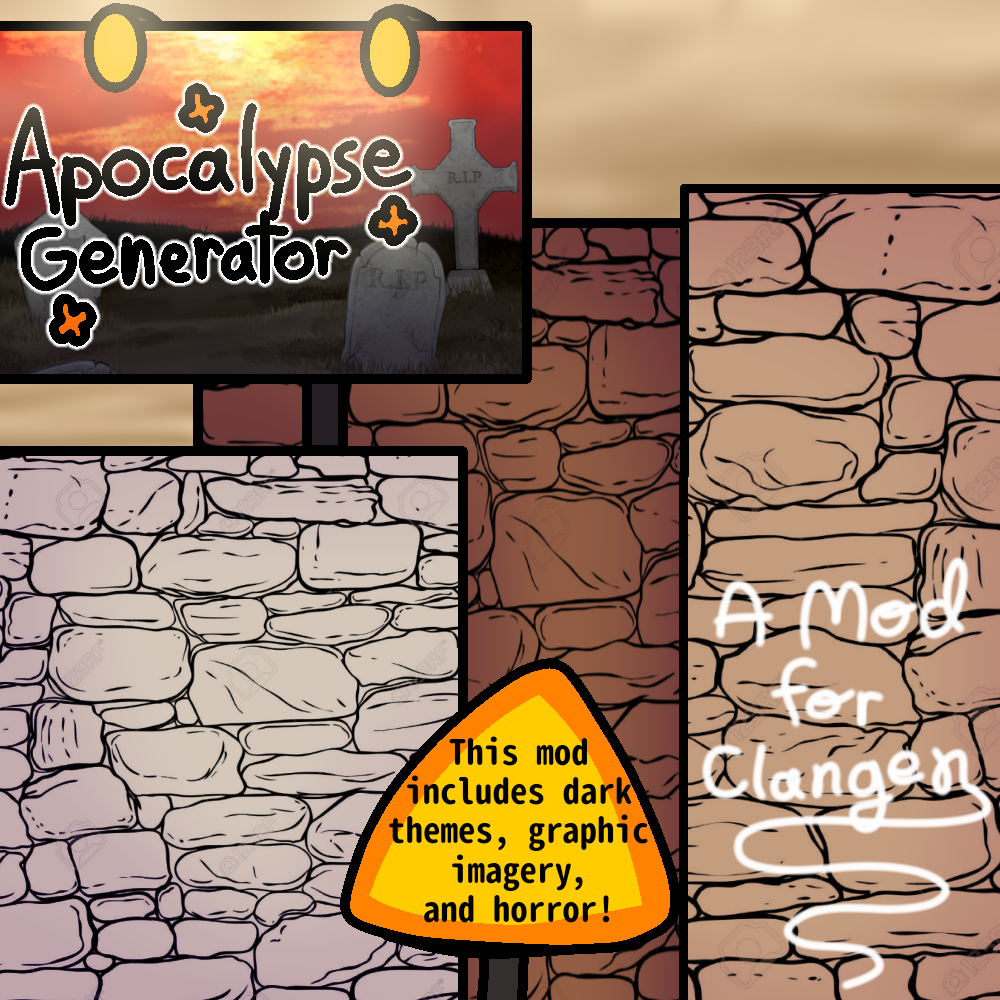 Apocalypse
Generator
R.I.P
R.I.P
A Mod
for
Clangen
This mod
includes dark
themes, graphic
imagery,
and horror!